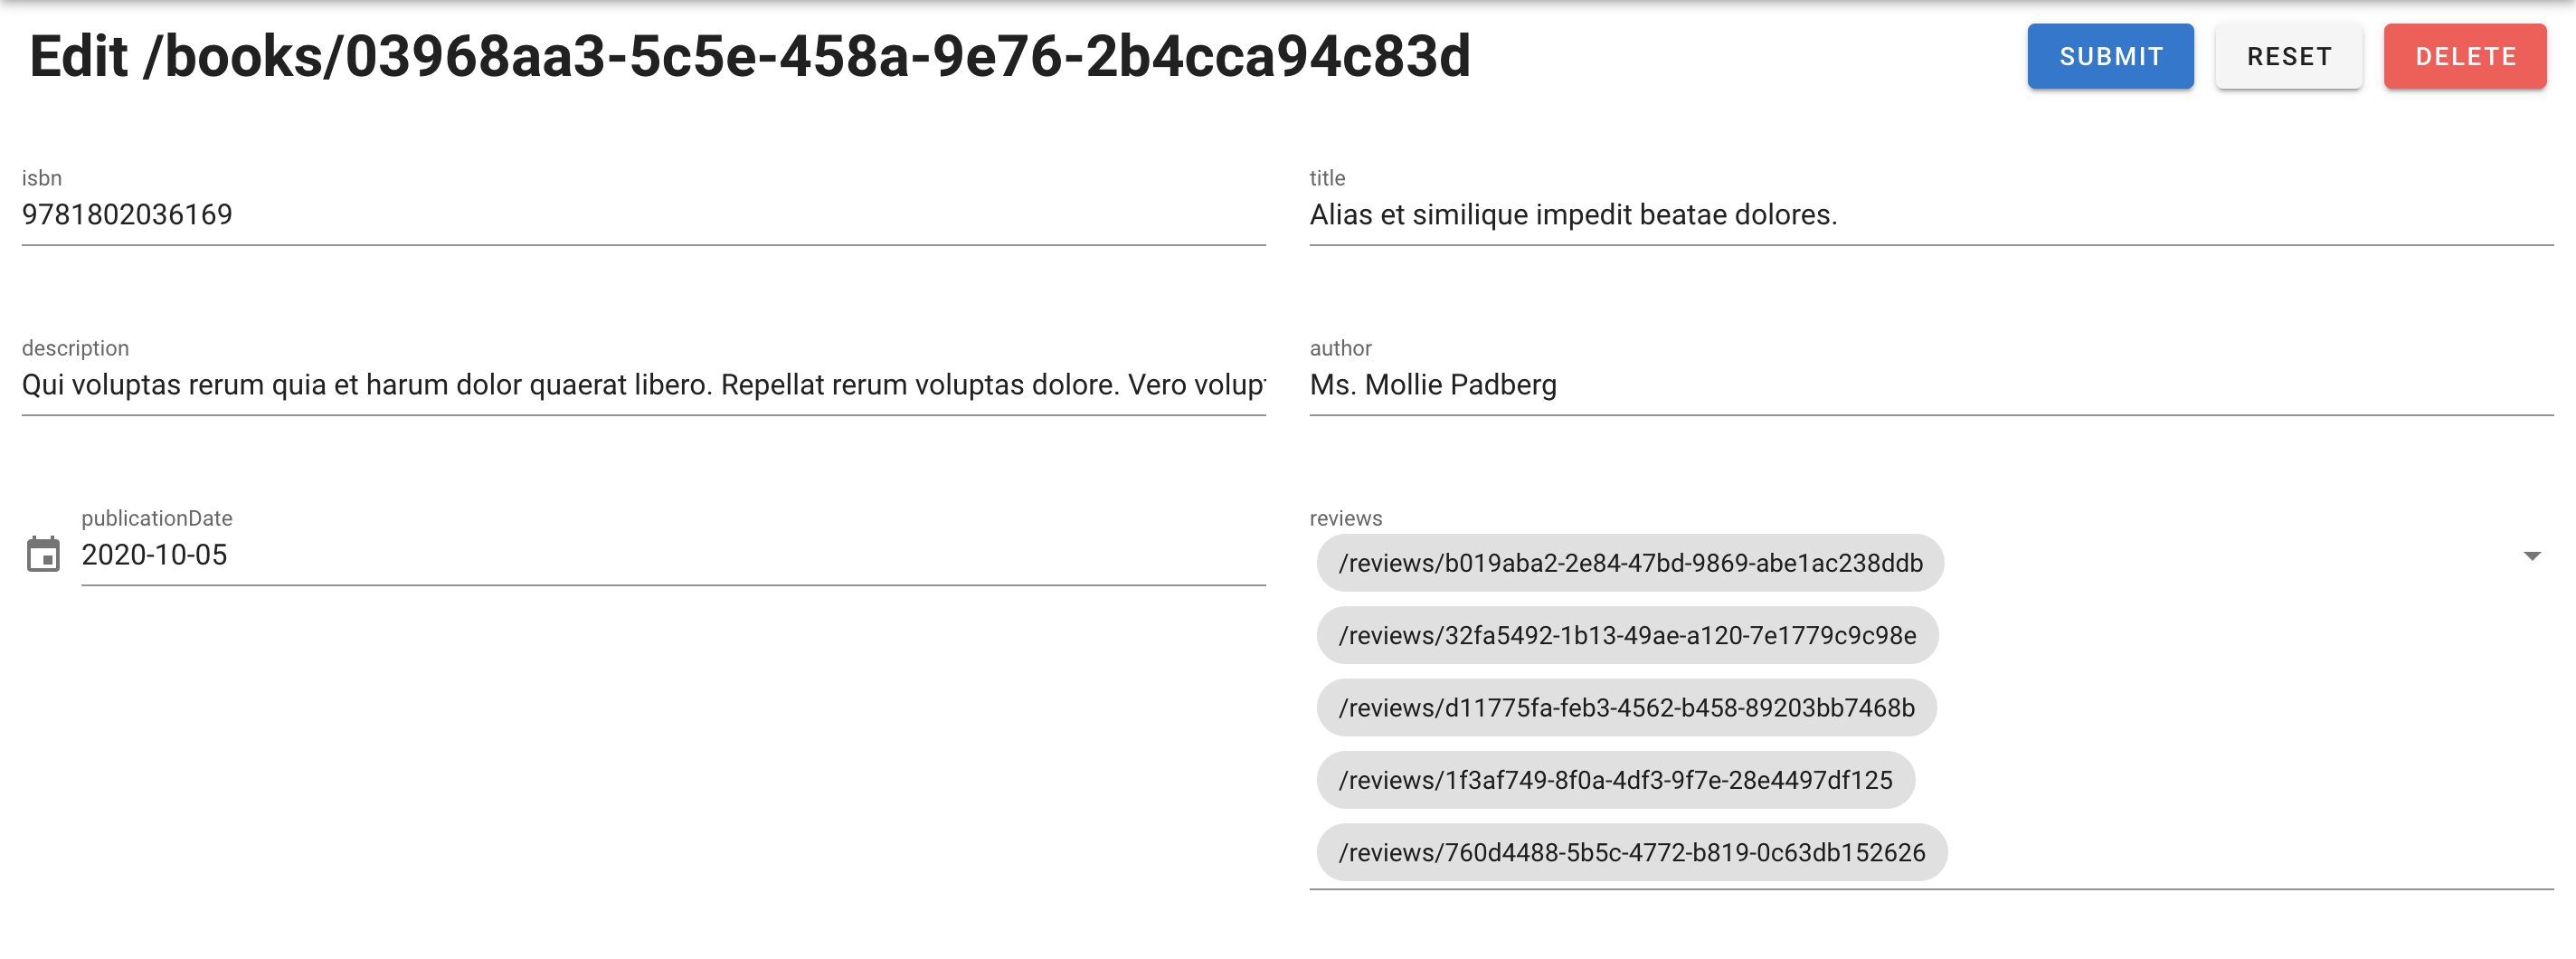 Edit /books/03968aa3-5c5e-458a-9e76-2b4cca94c83d
SUBMIT
RESET
DELETE
isbn
9781802036169
title
Alias et similique impedit beatae dolores.
description
Qui voluptas rerum quia et harum dolor quaerat libero. Repellat rerum voluptas dolore. Vero volup
author
Ms. Mollie Padberg
publicationDate
2020-10-05
reviews
/reviews/b019aba2-2e84-47bd-9869-abe1ac238ddb
/reviews/32fa5492-1b13-49ae-a120-7e1779c9c98e
/reviews/d11775fa-feb3-4562-b458-89203bb7468b
/reviews/1f3af749-8f0a-4df3-9f7e-28e4497df125
/reviews/760d4488-5b5c-4772-b819-0c63db152626